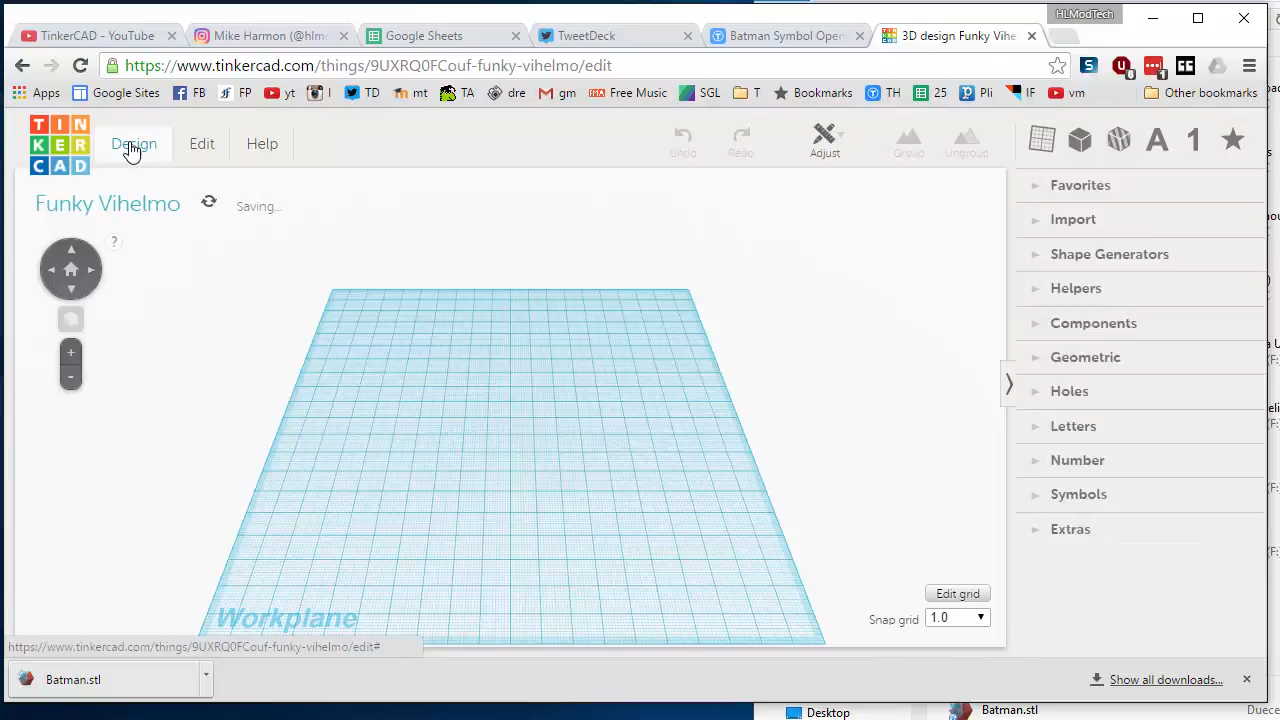 HLModTech
TinkerCAD - YouTube
Mike Harmon (@hlmo
Google Sheets
TweetDeck
Batman Symbol Open
3D design Funky Vihe
https://www.tinkercad.com/things/9UXRQ0FCouf-funky-vihelmo/edit
Apps
Google Sites
FB
FP
yt
I
TD
mt
TA
dre
gm
Free Music
SGL
T
Bookmarks
TH
25
Pli
IF
vm
Other bookmarks
TIN
KER
CAD
Design
Edit
Help
Undo
Redo
Adjust
Group
Ungroup
Funky Vihelmo
Saving...
?
Favorites
Import
Shape Generators
Helpers
Components
Geometric
Holes
Letters
Number
Symbols
Extras
Workplane
Edit grid
Snap grid
1.0
https://www.tinkercad.com/things/9UXRQ0FCouf-funky-vihelmo/edit#
Batman.stl
Show all downloads...
Desktop
Batman.stl